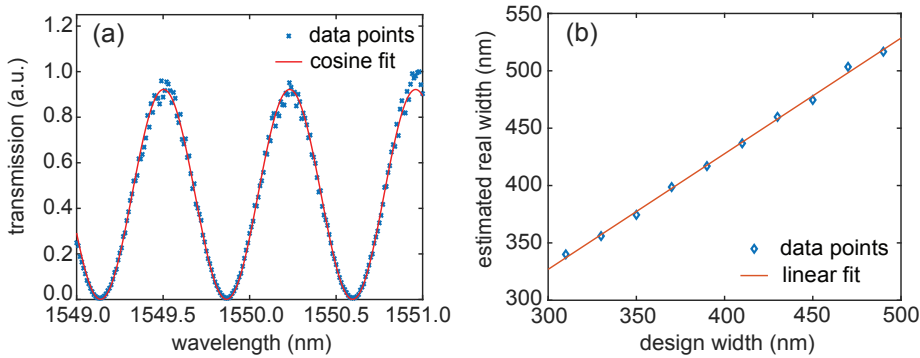 (a)
data points
cosine fit
transmission (a.u.)
1.2
1.0
0.8
0.6
0.4
0.2
0.0
1549.0 1549.5 1550.0 1550.5 1551.0
wavelength (nm)
(b)
estimated real width (nm)
550
500
450
400
350
300
data points
linear fit
300 350 400 450 500
design width (nm)